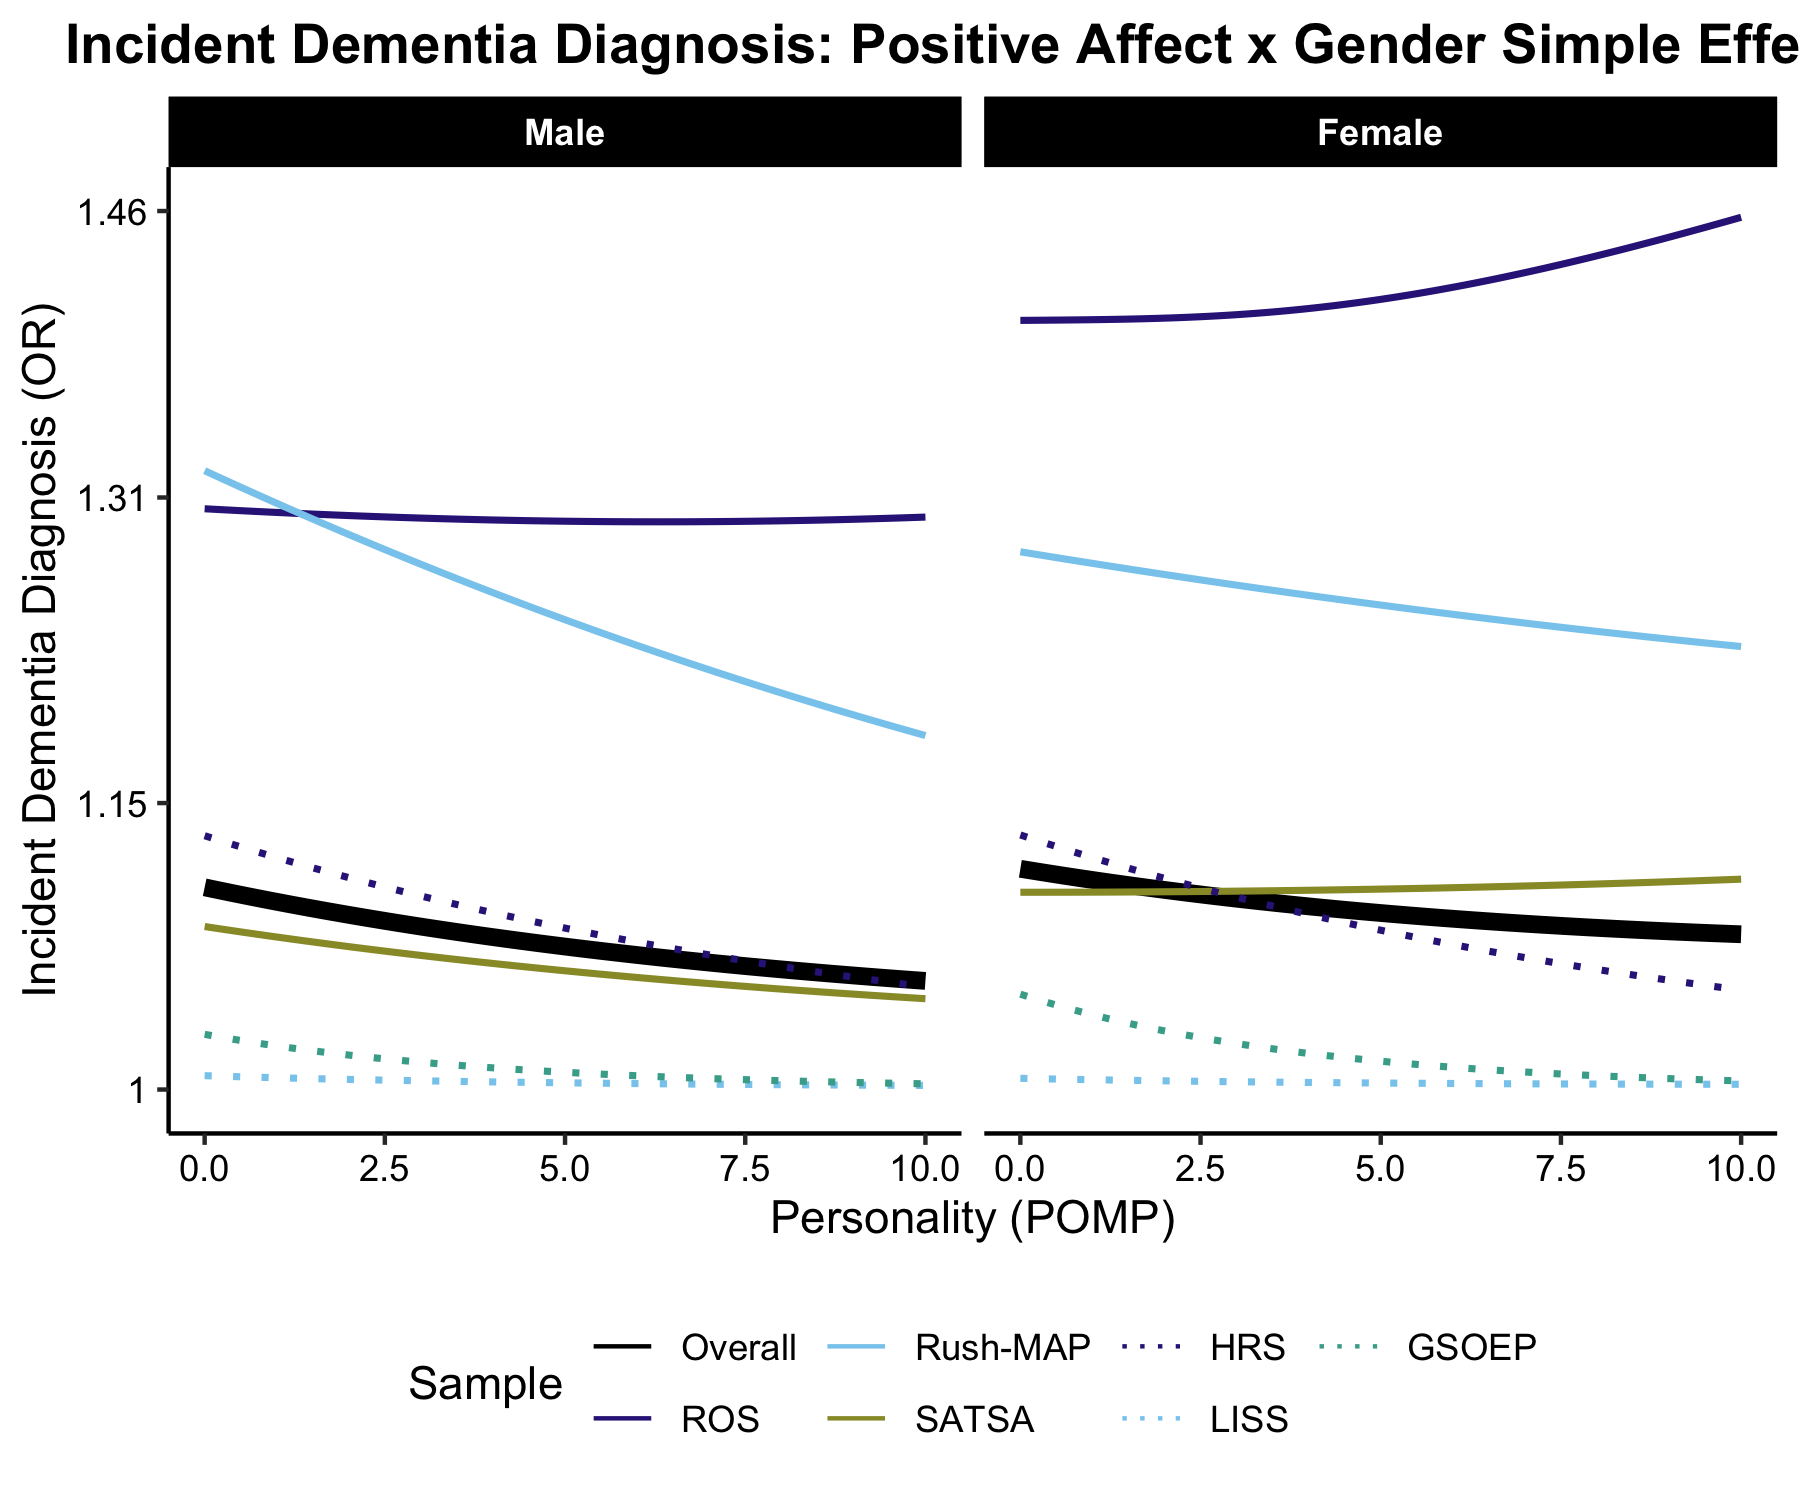 Incident Dementia Diagnosis: Positive Affect x Gender Simple Effe
Male
Female
Incident Dementia Diagnosis (OR)
1.46
1.31
1.15
1
0.0 2.5 5.0 7.5 10.0
0.0 2.5 5.0 7.5 10.0
Personality (POMP)
Sample
Overall Rush-MAP HRS GSOEP
ROS SATSA LISS